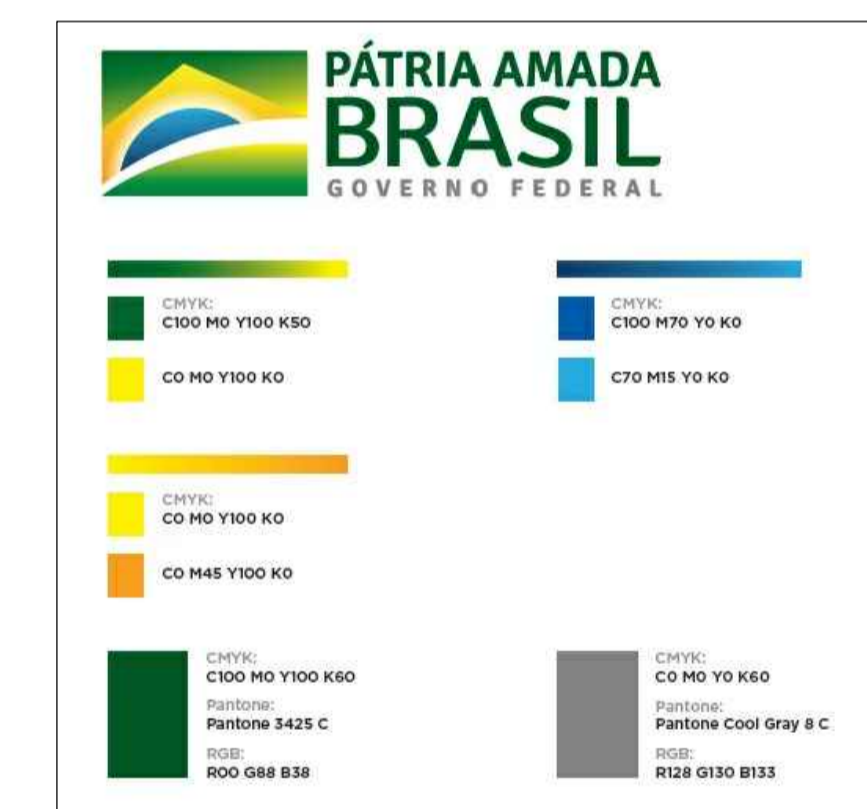 PÁTRIA AMADA
BRASIL
GOVERNO FEDERAL
CMYK:
C100 M0 Y100 K50
C0 M0 Y100 K0
CMYK:
C100 M70 Y0 K0
C70 M15 Y0 K0
CMYK:
C0 M0 Y100 K0
C0 M45 Y100 K0
CMYK:
C100 M0 Y100 K60
Pantone:
Pantone 3425 C
RGB:
R00 G88 B38
CMYK:
C0 M0 Y0 K60
Pantone:
Pantone Cool Gray 8 C
RGB:
R128 G130 B133